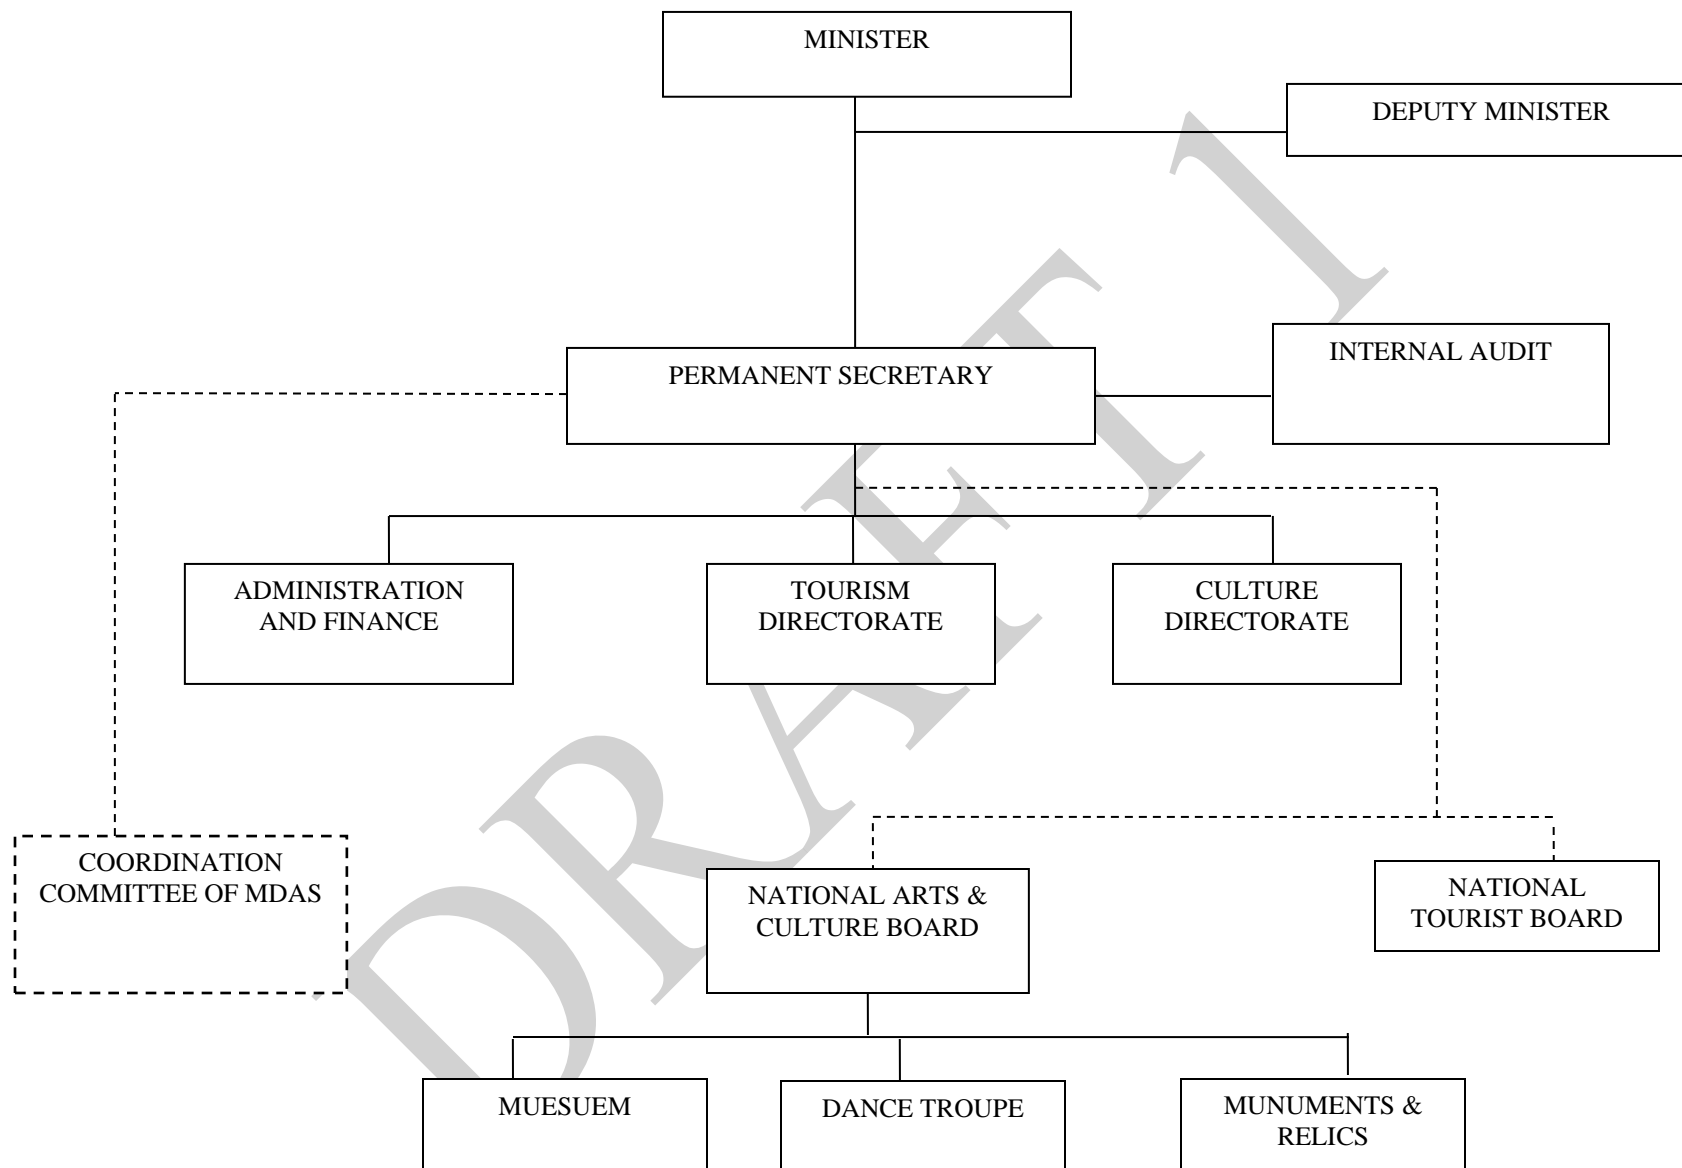 MINISTER
DEPUTY MINISTER
PERMANENT SECRETARY
INTERNAL AUDIT
ADMINISTRATION
AND FINANCE
TOURISM
DIRECTORATE
CULTURE
DIRECTORATE
COORDINATION
COMMITTEE OF MDAS
NATIONAL ARTS &
CULTURE BOARD
NATIONAL
TOURIST BOARD
MUESUEM
DANCE TROUPE
MUNUMENTS &
RELICS
DRAFT 1